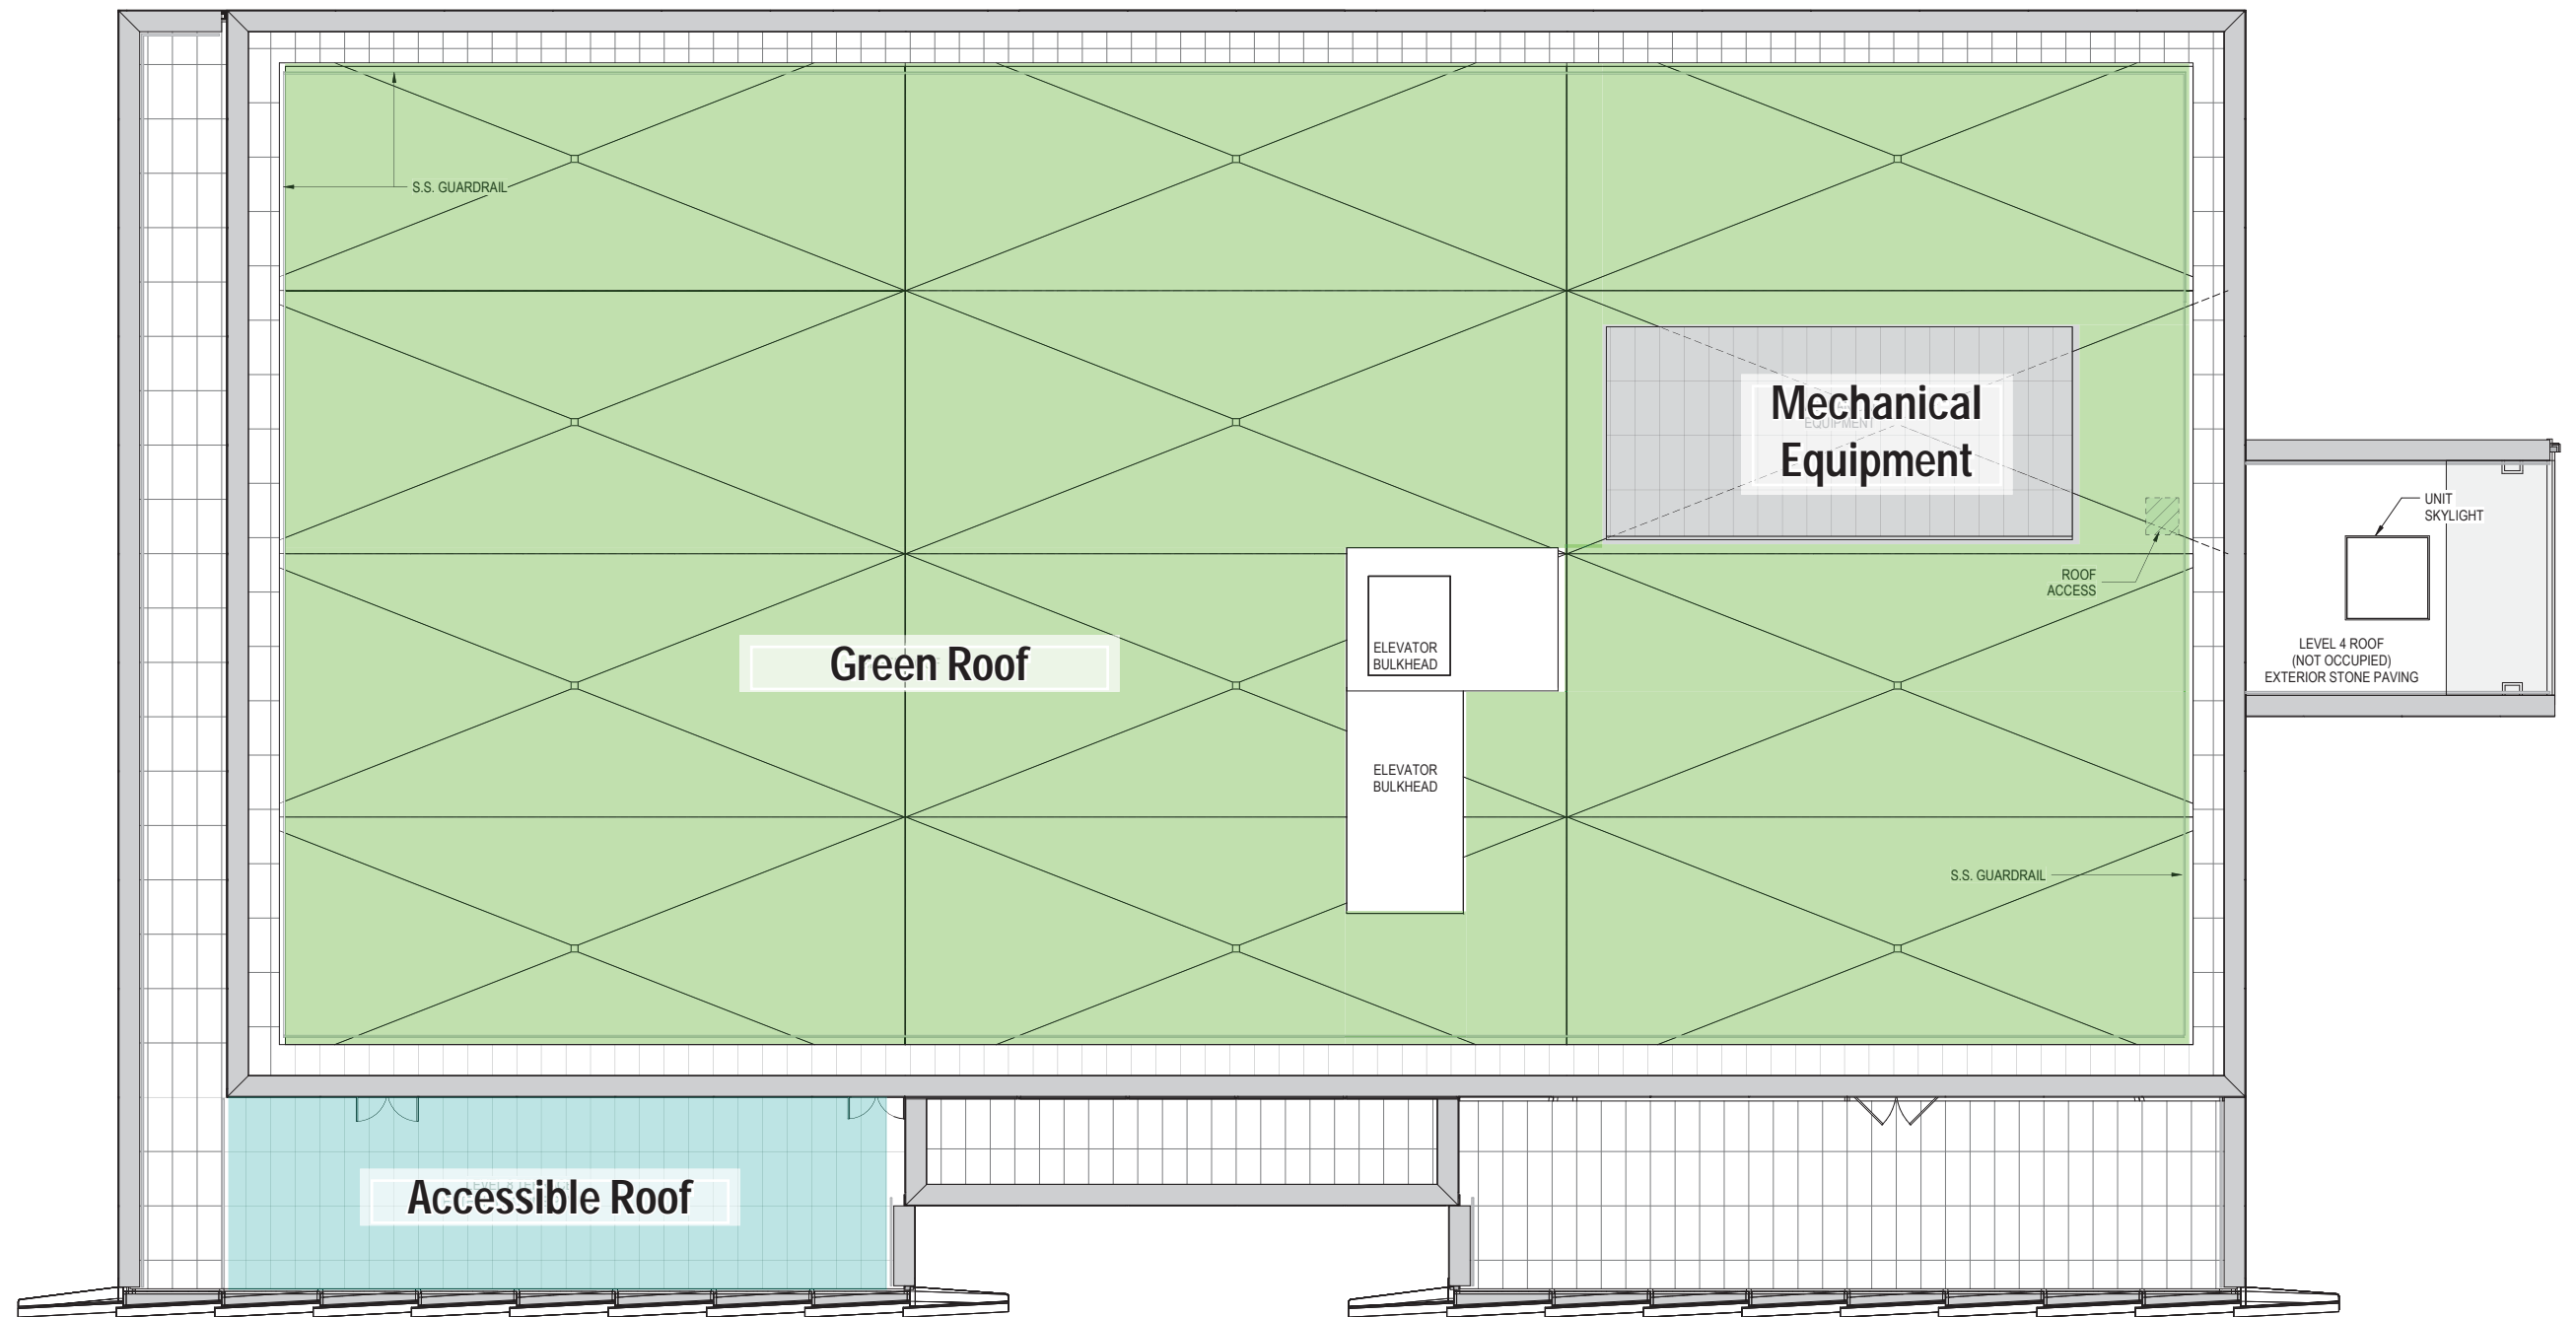 S.S. GUARDRAIL
Mechanical
Equipment
EQUIPMENT
UNIT
SKYLIGHT
ROOF
ACCESS
ELEVATOR
BULKHEAD
Green Roof
LEVEL 4 ROOF
(NOT OCCUPIED)
EXTERIOR STONE PAVING
ELEVATOR
BULKHEAD
S.S. GUARDRAIL
Accessible Roof